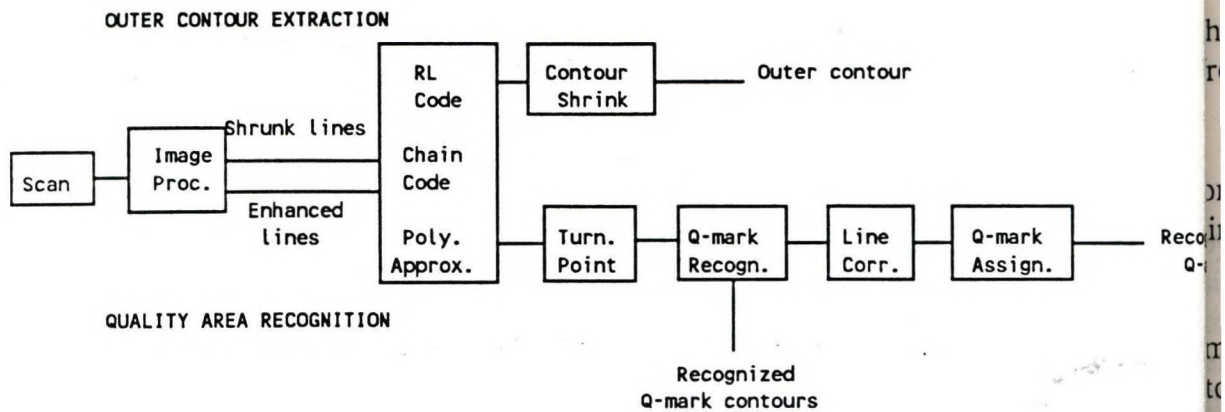 OUTER CONTOUR EXTRACTION
RL
Code
Chain
Code
Poly.
Approx.
Contour
Shrink
Outer contour
Shrunk lines
Scan
Image
Proc.
Enhanced
lines
Turn.
Point
Q-mark
Recogn.
Line
Corr.
Q-mark
Assign.
QUALITY AREA RECOGNITION
Recognized
Q-mark contours